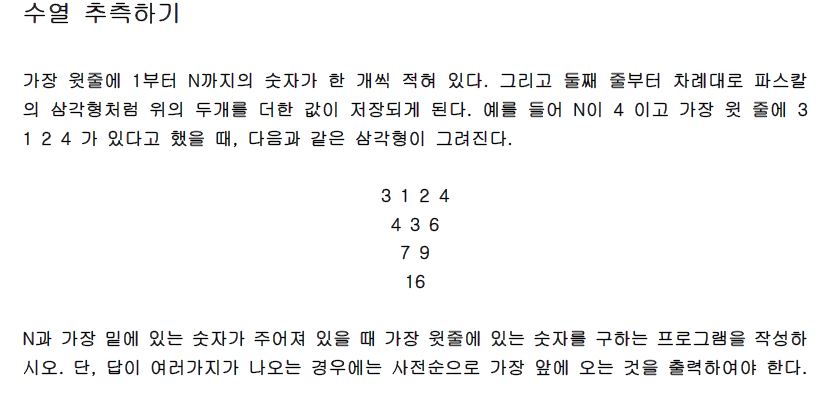 수열 추측하기
가장 윗줄에 1부터 N까지의 숫자가 한 개씩 적혀 있다. 그리고 둘째 줄부터 차례대로 파스칼
의 삼각형처럼 위의 두개를 더한 값이 저장되게 된다. 예를 들어 N이 4 이고 가장 윗 줄에 3
1 2 4 가 있다고 했을 때, 다음과 같은 삼각형이 그려진다.
3 1 2 4
4 3 6
7 9
16
N과 가장 밑에 있는 숫자가 주어져 있을 때 가장 윗줄에 있는 숫자를 구하는 프로그램을 작성하
시오. 단, 답이 여러가지가 나오는 경우에는 사전순으로 가장 앞에 오는 것을 출력하여야 한다.